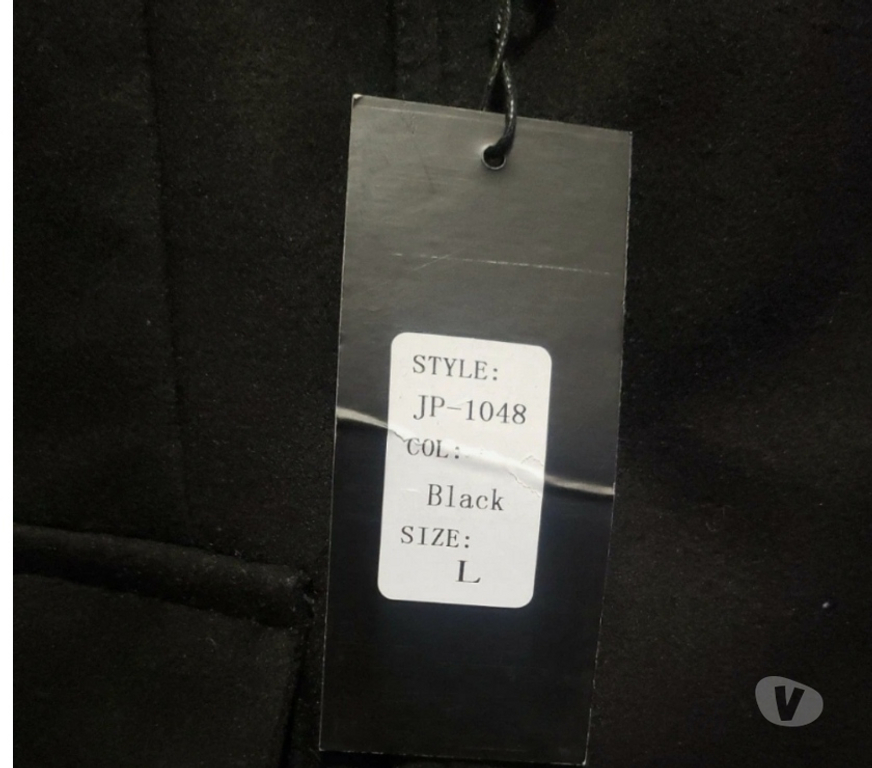 STYLE:
JP-1048
COL:
Black
SIZE:
L
V